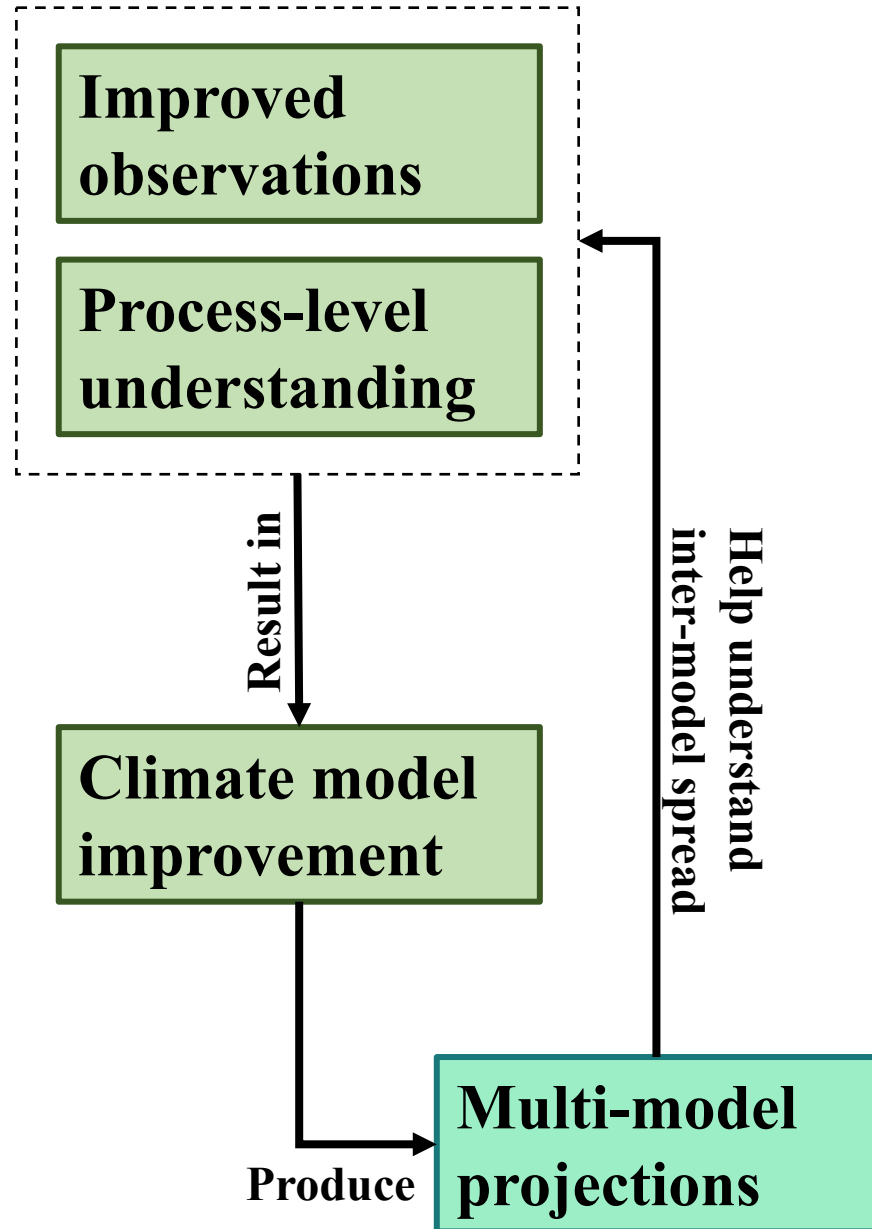 Improved
observations
Process-level
understanding
Result in
Help understand
inter-model spread
Climate model
improvement
Produce
Multi-model
projections